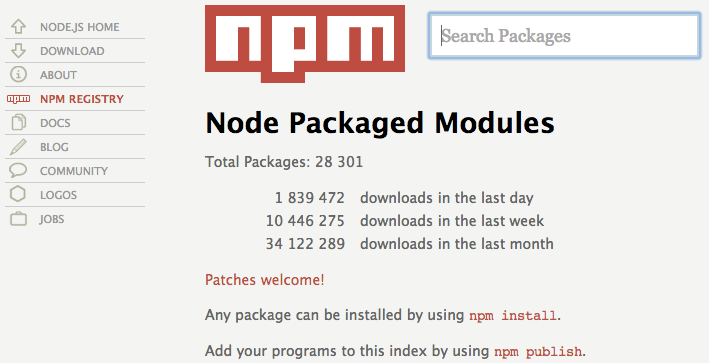 NODE.JS HOME
DOWNLOAD
ABOUT
npm NPM REGISTRY
DOCS
BLOG
COMMUNITY
LOGOS
JOBS
npm
Search Packages
Node Packaged Modules
Total Packages: 28 301
1 839 472 downloads in the last day
10 446 275 downloads in the last week
34 122 289 downloads in the last month
Patches welcome!
Any package can be installed by using npm install.
Add your programs to this index by using npm publish.